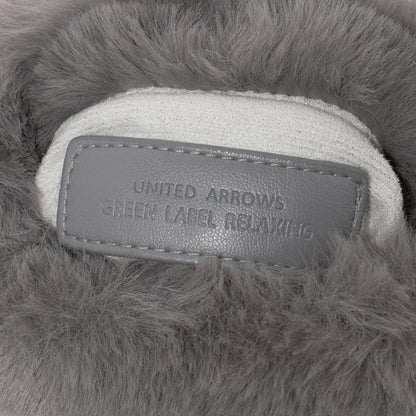 UNITED ARROWS
GREEN LABEL RELAXING